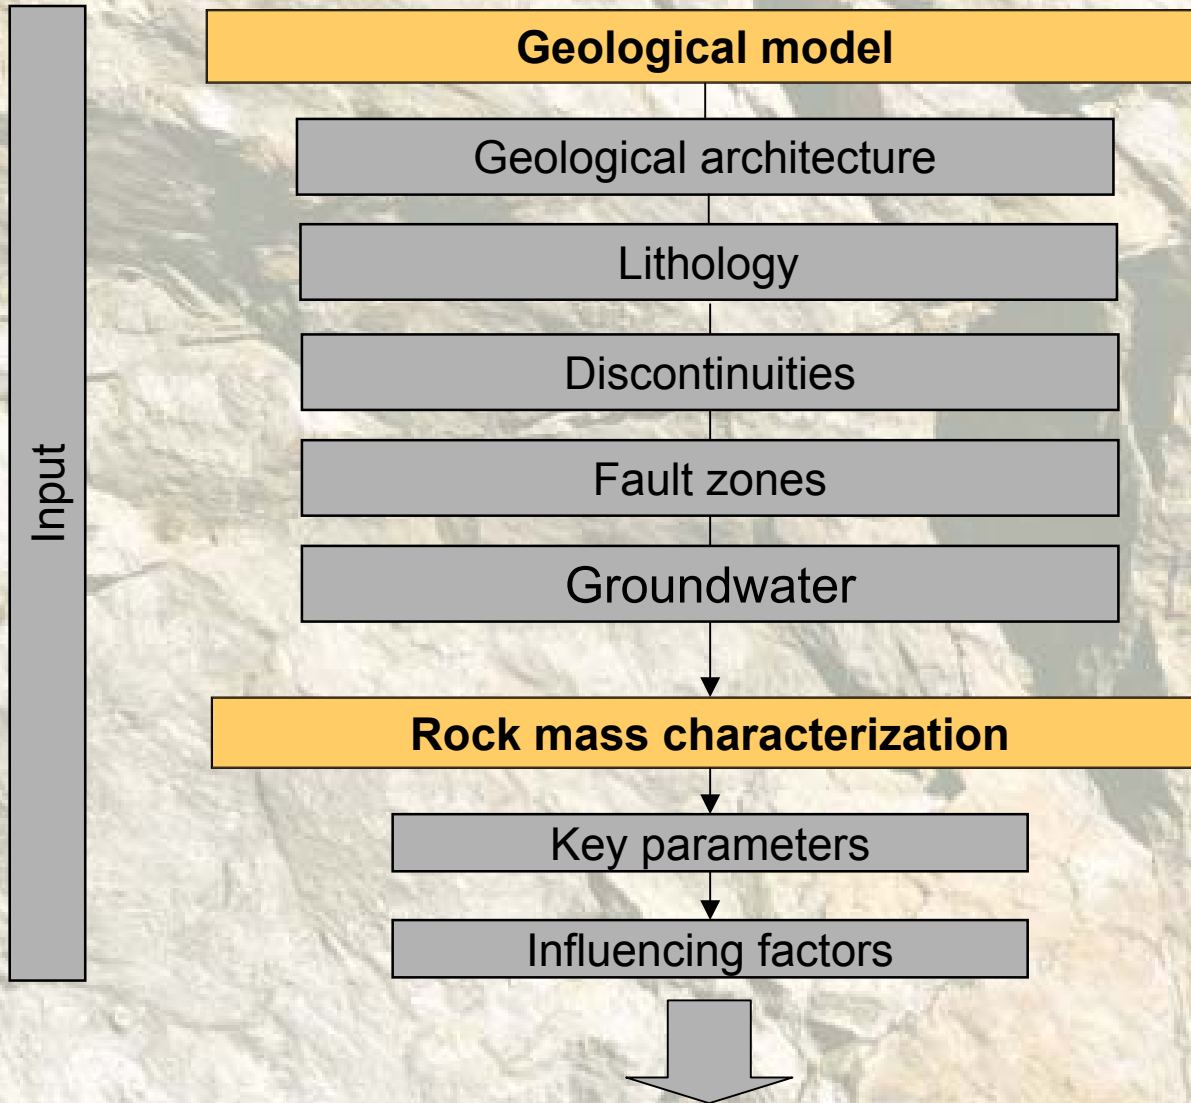 Geological model
Geological architecture
Lithology
Discontinuities
Fault zones
Groundwater
Input
Rock mass characterization
Key parameters
Influencing factors